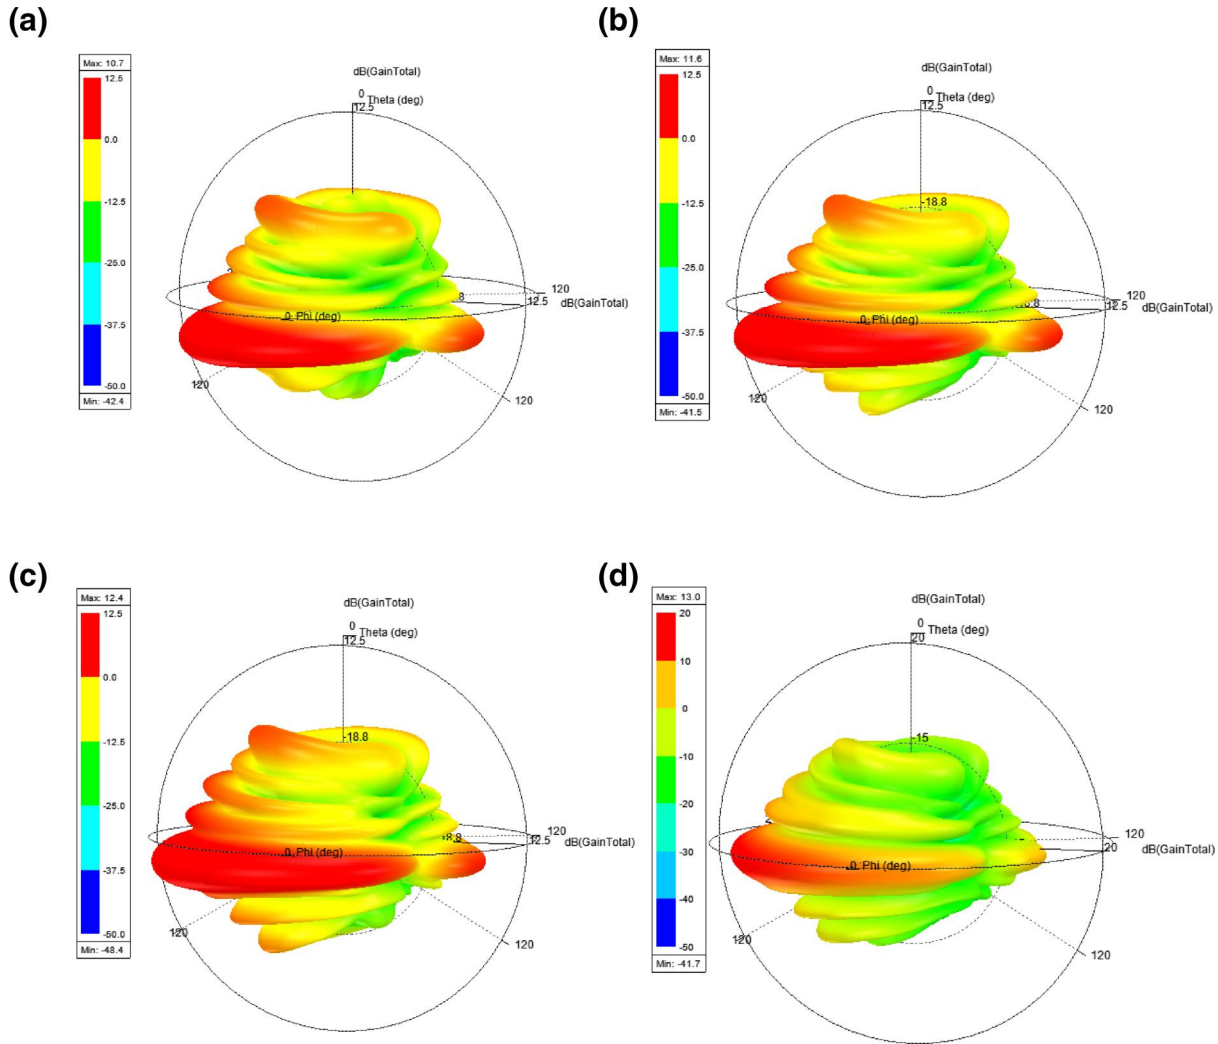 (a)
Max: 10.7
12.5
0.0
-12.5
-25.0
-37.5
-50.0
Min: -42.4
dB(GainTotal)
0
Theta (deg)
12.5
120
12.5
dB(GainTotal)
0 Phi (deg)
120
120
(b)
Max: 11.6
12.5
0.0
-12.5
-25.0
-37.5
-50.0
Min: -41.5
dB(GainTotal)
0
Theta (deg)
12.5
-18.8
120
12.5
dB(GainTotal)
0 Phi (deg)
120
120
(c)
Max: 12.4
12.5
0.0
-12.5
-25.0
-37.5
-50.0
Min: -48.4
dB(GainTotal)
0
Theta (deg)
12.5
-18.8
120
12.5
dB(GainTotal)
0 Phi (deg)
120
120
(d)
Max: 13.0
20
10
0
-10
-20
-30
-40
-50
Min: -41.7
dB(GainTotal)
0
Theta (deg)
20
-15
120
20
dB(GainTotal)
0 Phi (deg)
120
120